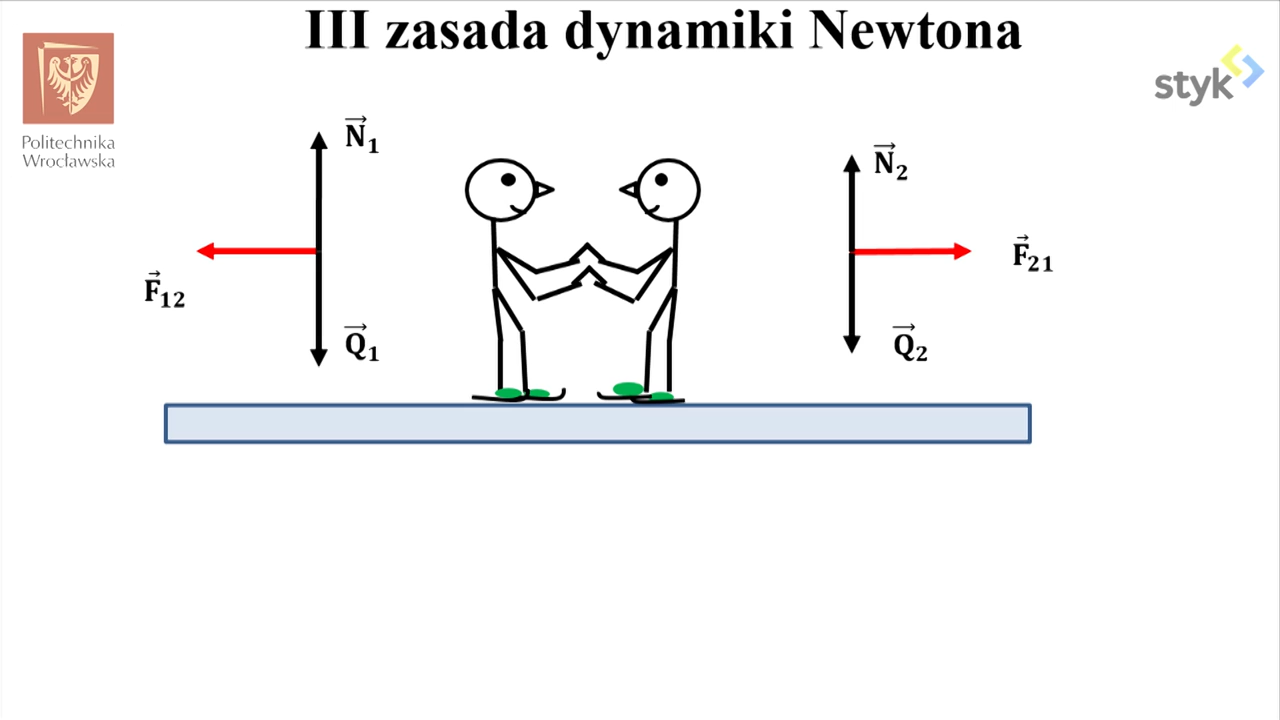 III zasada dynamiki Newtona
Politechnika
Wrocławska
styk
N⃗₁
N⃗₂
F⃗₁₂
F⃗₂₁
Q⃗₁
Q⃗₂